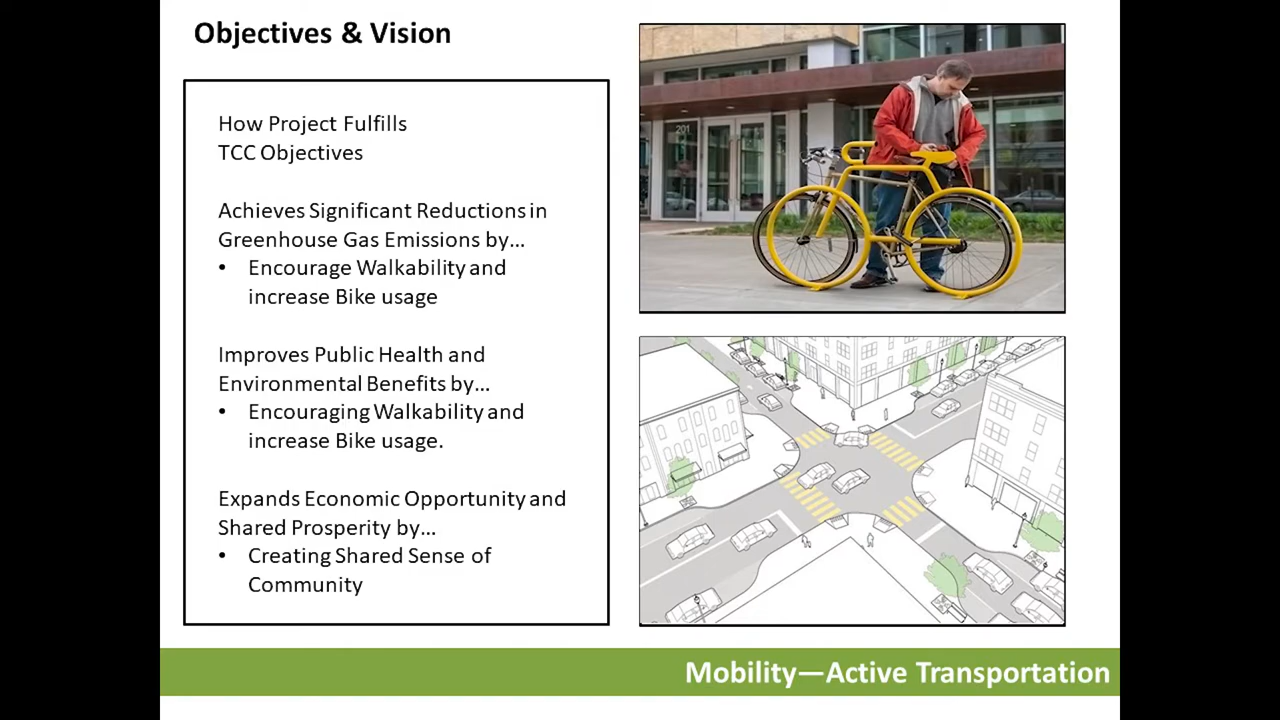 Objectives & Vision
How Project Fulfills
TCC Objectives
Achieves Significant Reductions in
Greenhouse Gas Emissions by…
• Encourage Walkability and
increase Bike usage
Improves Public Health and
Environmental Benefits by…
• Encouraging Walkability and
increase Bike usage.
Expands Economic Opportunity and
Shared Prosperity by…
• Creating Shared Sense of
Community
201
Mobility—Active Transportation